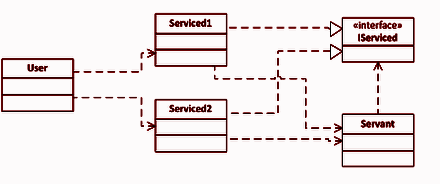 Serviced1
«interface»
IServiced
User
Serviced2
Servant